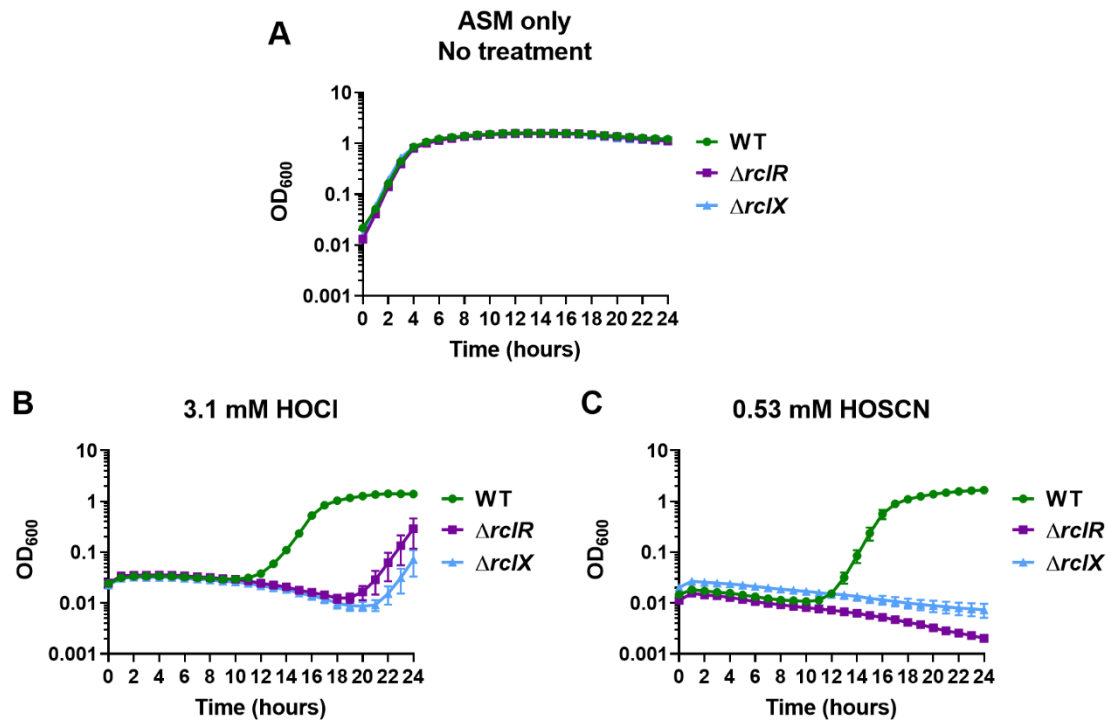 A
ASM only
No treatment
10
1
0.1
0.01
0.001
OD600
0 2 4 6 8 10 12 14 16 18 20 22 24
Time (hours)
WT
ΔrclR
ΔrclX
B
3.1 mM HOCl
10
1
0.1
0.01
0.001
OD600
0 2 4 6 8 10 12 14 16 18 20 22 24
Time (hours)
WT
ΔrclR
ΔrclX
C
0.53 mM HOSCN
10
1
0.1
0.01
0.001
OD600
0 2 4 6 8 10 12 14 16 18 20 22 24
Time (hours)
WT
ΔrclR
ΔrclX